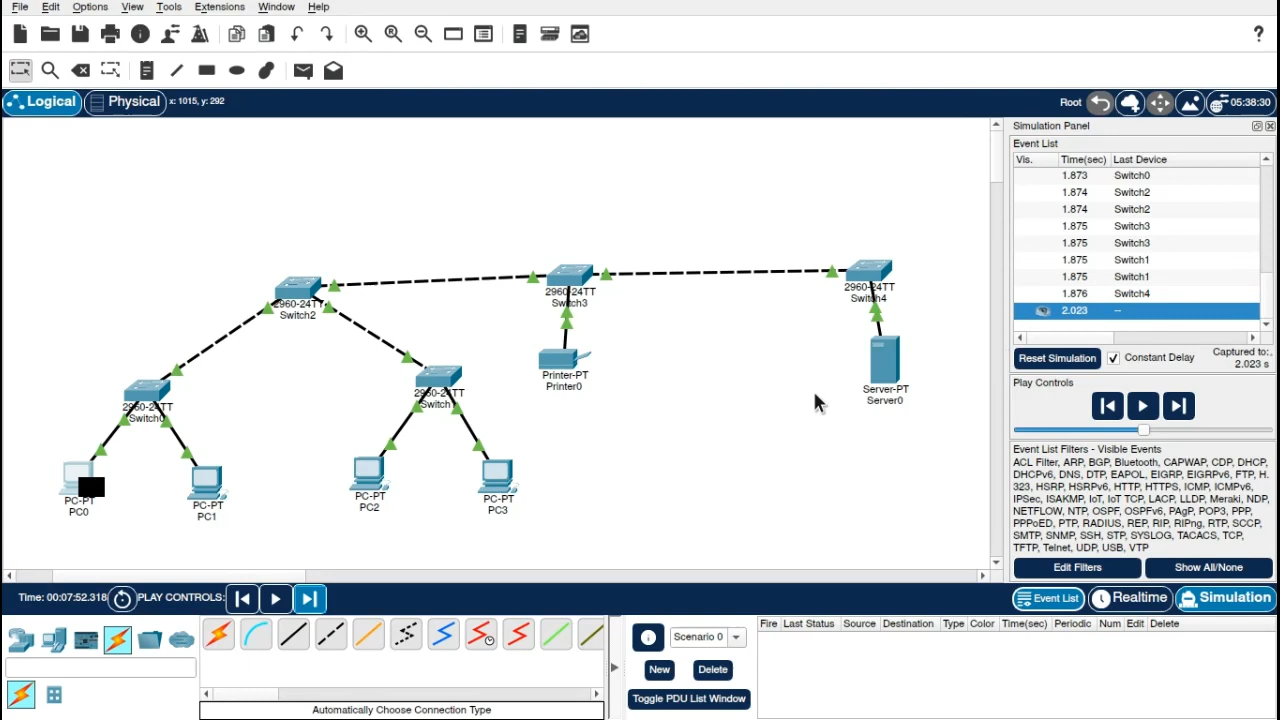 File Edit Options View Tools Extensions Window Help
?
Logical Physical x: 1015, y: 292 Root 05:38:30
Simulation Panel
Event List
Vis. Time(sec) Last Device
1.873 Switch0
1.874 Switch2
1.874 Switch2
1.875 Switch3
1.875 Switch3
1.875 Switch1
1.875 Switch1
1.876 Switch4
2.023 --
Reset Simulation Constant Delay Captured to:.
2.023 s
Play Controls
Event List Filters - Visible Events
ACL Filter, ARP, BGP, Bluetooth, CAPWAP, CDP, DHCP,
DHCPv6, DNS, DTP, EAPOL, EIGRP, EIGRPv6, FTP, H.
323, HSRP, HSRPv6, HTTP, HTTPS, ICMP, ICMPv6,
IPSec, ISAKMP, IoT, IoT TCP, LACP, LLDP, Meraki, NDP,
NETFLOW, NTP, OSPF, OSPFv6, PAgP, POP3, PPP,
PPPoED, PTP, RADIUS, REP, RIP, RIPng, RTP, SCCP,
SMTP, SNMP, SSH, STP, SYSLOG, TACACS, TCP,
TFTP, Telnet, UDP, USB, VTP
Edit Filters Show All/None
2960-24TT
Switch2
2960-24TT
Switch3
2960-24TT
Switch4
Printer-PT
Printer0
Server-PT
Server0
2960-24TT
Switch0
2960-24TT
Switch1
PC-PT
PC0
PC-PT
PC1
PC-PT
PC2
PC-PT
PC3
Time: 00:07:52.318 PLAY CONTROLS: Event List Realtime Simulation
Scenario 0
New Delete
Toggle PDU List Window
Fire Last Status Source Destination Type Color Time(sec) Periodic Num Edit Delete
Automatically Choose Connection Type